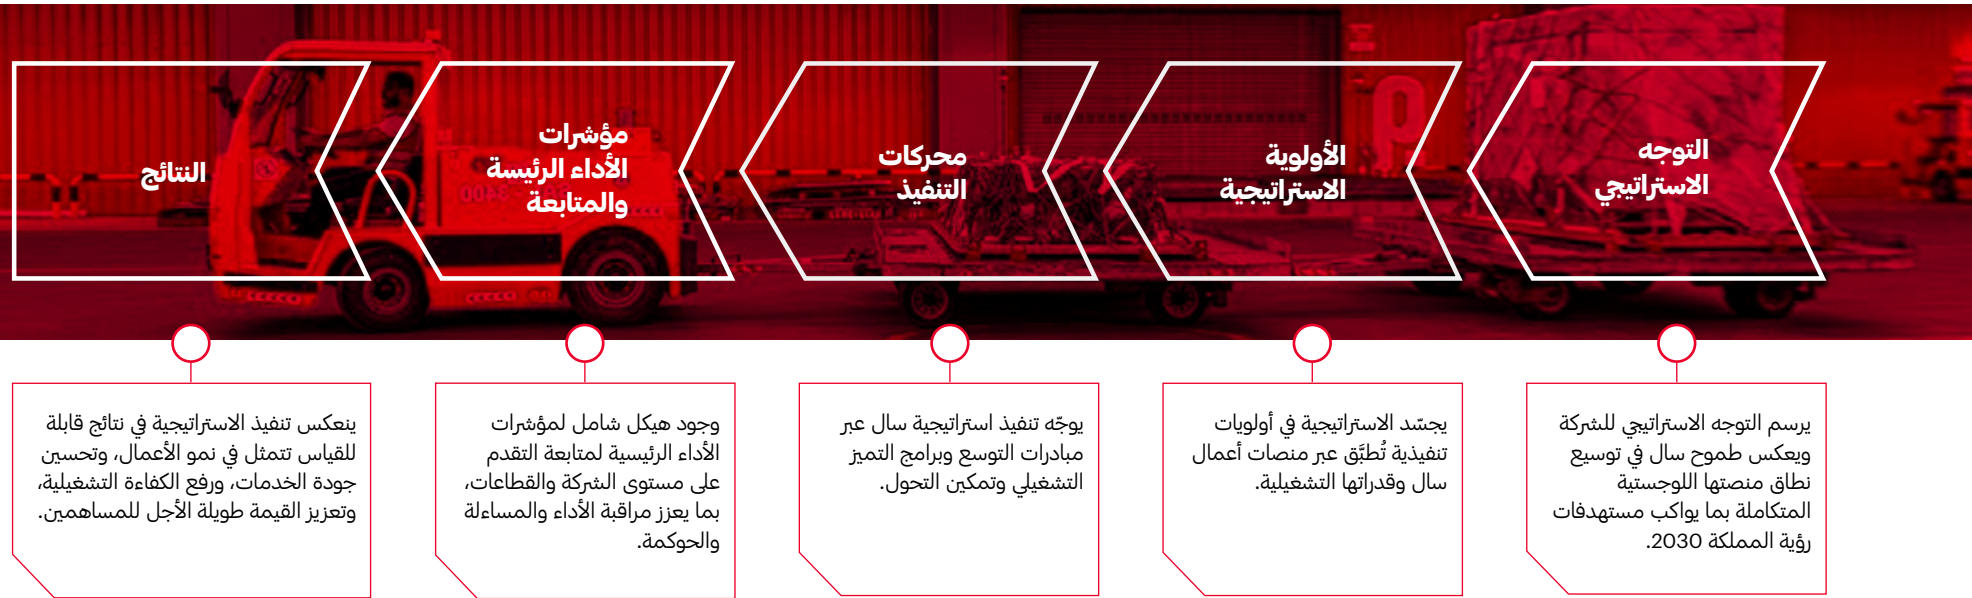 التوجه
الاستراتيجي
الأولوية
الاستراتيجية
محركات
التنفيذ
مؤشرات
الأداء الرئيسة
والمتابعة
النتائج
يرسم التوجه الاستراتيجي للشركة
ويعكس طموح سال في توسيع
نطاق منصتها اللوجستية
المتكاملة بما يواكب مستهدفات
رؤية المملكة 2030.
يجسّد الاستراتيجية في أولويات
تنفيذية تُطبَّق عبر منصات أعمال
سال وقدراتها التشغيلية.
يوجّه تنفيذ استراتيجية سال عبر
مبادرات التوسع وبرامج التميز
التشغيلي وتمكين التحول.
وجود هيكل شامل لمؤشرات
الأداء الرئيسية لمتابعة التقدم
على مستوى الشركة والقطاعات،
بما يعزز مراقبة الأداء والمساءلة
والحوكمة.
ينعكس تنفيذ الاستراتيجية في نتائج قابلة
للقياس تتمثل في نمو الأعمال، وتحسين
جودة الخدمات، ورفع الكفاءة التشغيلية،
وتعزيز القيمة طويلة الأجل للمساهمين.